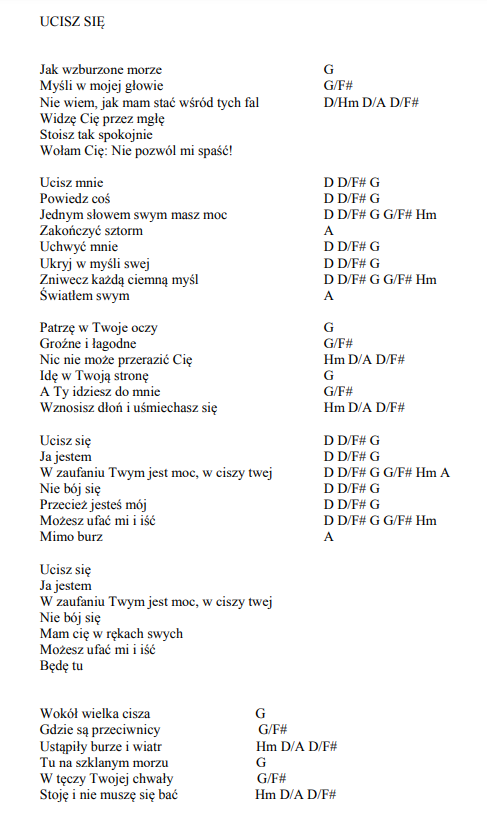 UCISZ SIĘ
Jak wzburzone morze G
Myśli w mojej głowie G/F#
Nie wiem, jak mam stać wśród tych fal D/Hm D/A D/F#
Widzę Cię przez mgłę
Stoisz tak spokojnie
Wołam Cię: Nie pozwól mi spaść!
Ucisz mnie D D/F# G
Powiedz coś D D/F# G
Jednym słowem swym masz moc D D/F# G G/F# Hm
Zakończyć sztorm A
Uchwyć mnie D D/F# G
Ukryj w myśli swej D D/F# G
Zniwecz każdą ciemną myśl D D/F# G G/F# Hm
Światłem swym A
Patrzę w Twoje oczy G
Groźne i łagodne G/F#
Nic nie może przerazić Cię Hm D/A D/F#
Idę w Twoją stronę G
A Ty idziesz do mnie G/F#
Wznosisz dłoń i uśmiechasz się Hm D/A D/F#
Ucisz się D D/F# G
Ja jestem D D/F# G
W zaufaniu Twym jest moc, w ciszy twej D D/F# G G/F# Hm A
Nie bój się D D/F# G
Przecież jesteś mój D D/F# G
Możesz ufać mi i iść D D/F# G G/F# Hm
Mimo burz A
Ucisz się
Ja jestem
W zaufaniu Twym jest moc, w ciszy twej
Nie bój się
Mam cię w rękach swych
Możesz ufać mi i iść
Będę tu
Wokół wielka cisza G
Gdzie są przeciwnicy G/F#
Ustąpiły burze i wiatr Hm D/A D/F#
Tu na szklanym morzu G
W tęczy Twojej chwały G/F#
Stoję i nie muszę się bać Hm D/A D/F#